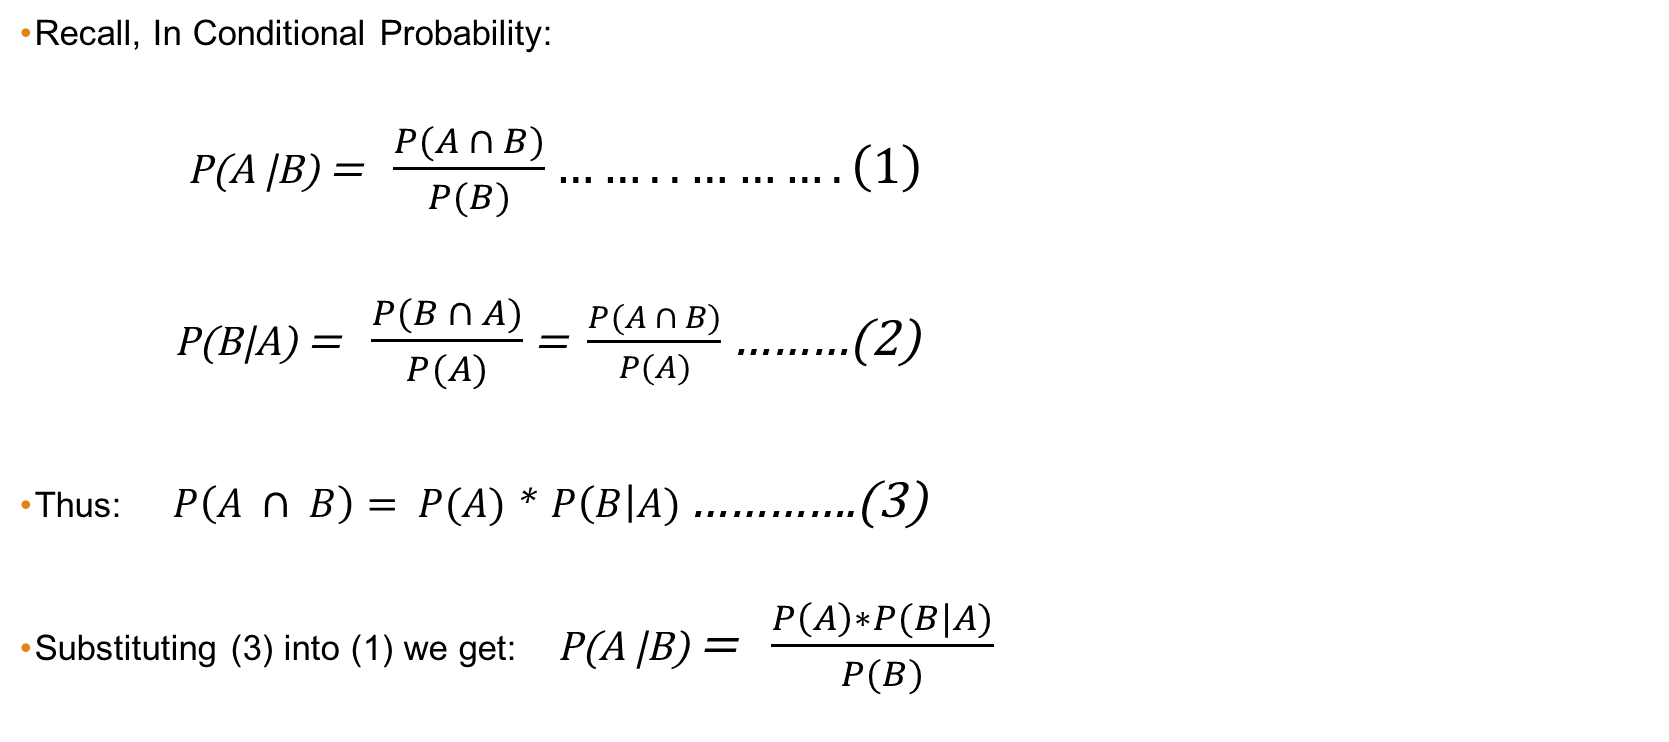 •Recall, In Conditional Probability:
P(A |B) = P(A ∩ B) / P(B) … … . . … … … . (1)
P(B|A) = P(B ∩ A) / P(A) = P(A ∩ B) / P(A) ………(2)
•Thus: P(A ∩ B) = P(A) * P(B|A) ………….(3)
•Substituting (3) into (1) we get: P(A |B) = P(A)∗P(B|A) / P(B)